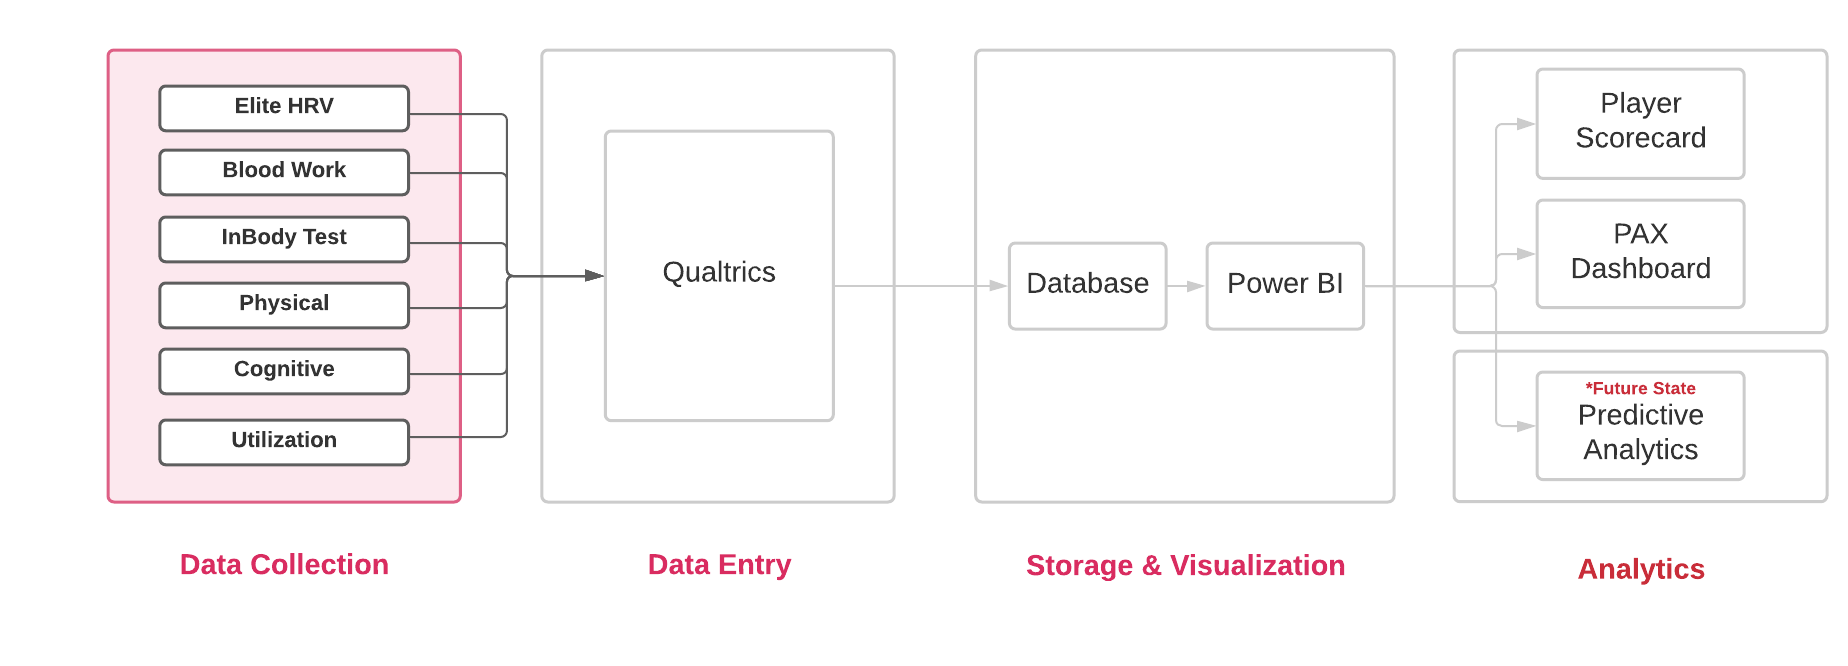 Elite HRV
Blood Work
InBody Test
Physical
Cognitive
Utilization
Data Collection
Qualtrics
Data Entry
Database
Power BI
Storage & Visualization
Player
Scorecard
PAX
Dashboard
*Future State
Predictive
Analytics
Analytics